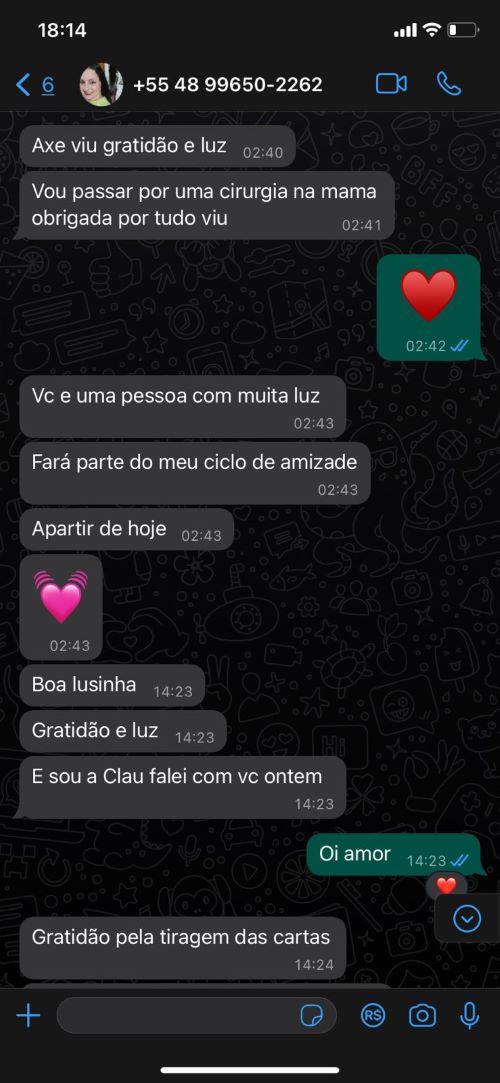 18:14
6
+55 48 99650-2262
Axe viu gratidão e luz 02:40
Vou passar por uma cirurgia na mama
obrigada por tudo viu 02:41
02:42
Vc e uma pessoa com muita luz
02:43
Fará parte do meu ciclo de amizade
02:43
Apartir de hoje 02:43
02:43
Boa lusinha 14:23
Gratidão e luz 14:23
E sou a Clau falei com vc ontem
14:23
Oi amor 14:23
Gratidão pela tiragem das cartas
14:24
R$